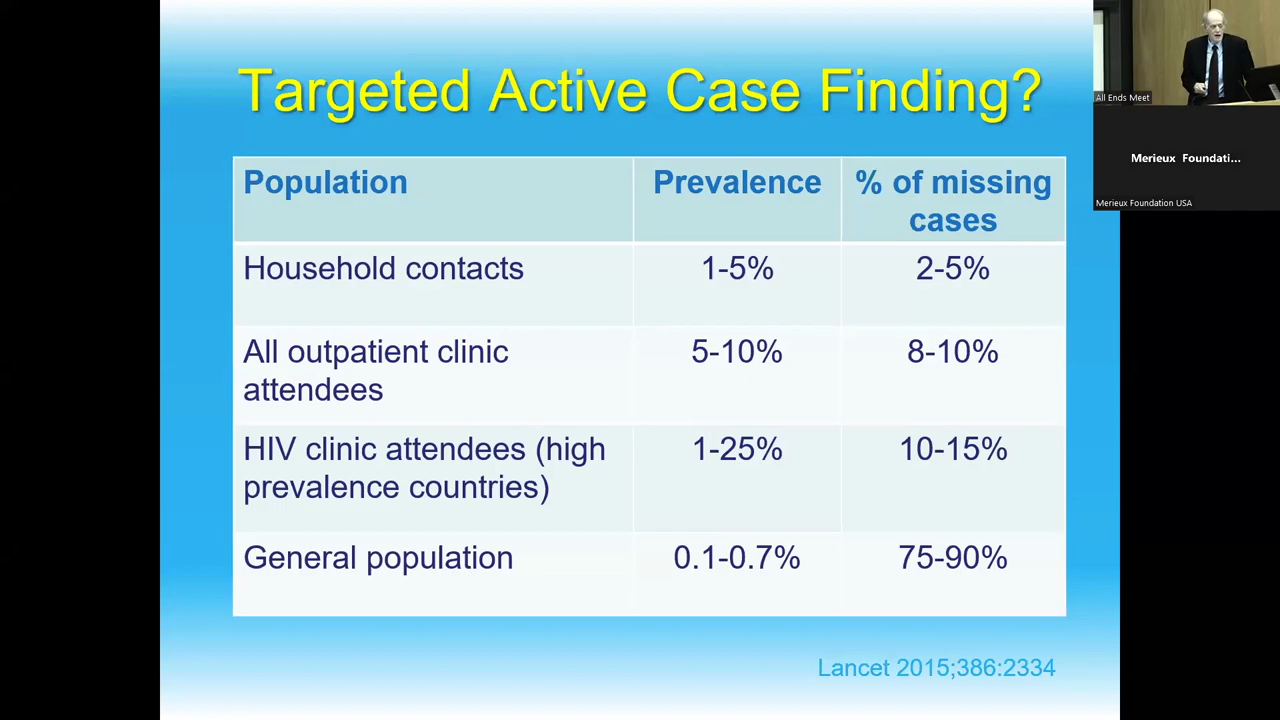 Targeted Active Case Finding?
Population
Prevalence
% of missing
cases
Household contacts
1-5%
2-5%
All outpatient clinic
attendees
5-10%
8-10%
HIV clinic attendees (high
prevalence countries)
1-25%
10-15%
General population
0.1-0.7%
75-90%
Lancet 2015;386:2334
All Ends Meet
Merieux Foundati...
Merieux Foundation USA